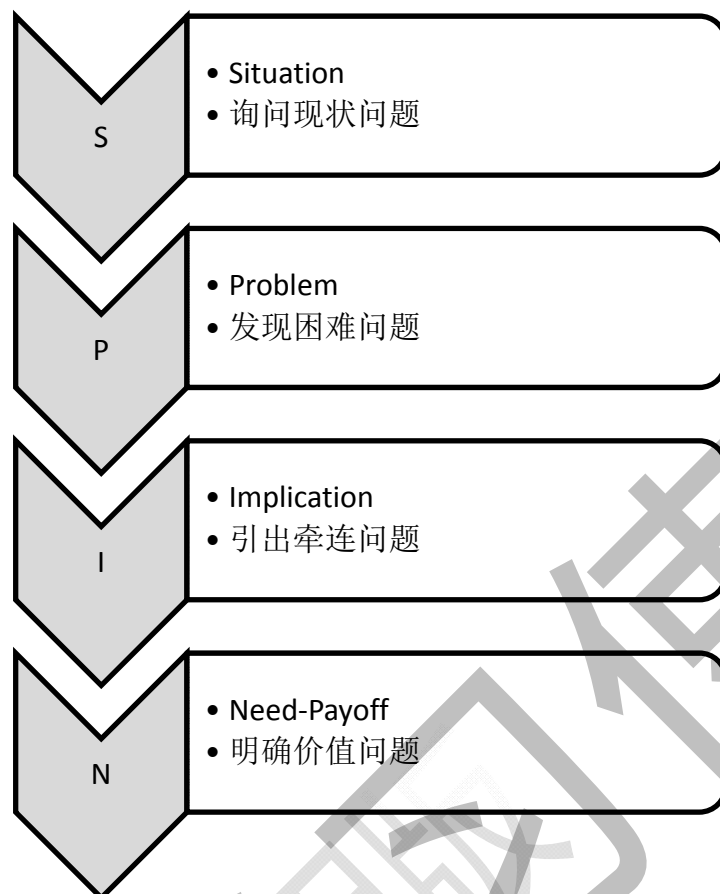 S
• Situation
• 询问现状问题
P
• Problem
• 发现困难问题
I
• Implication
• 引出牵连问题
N
• Need-Payoff
• 明确价值问题